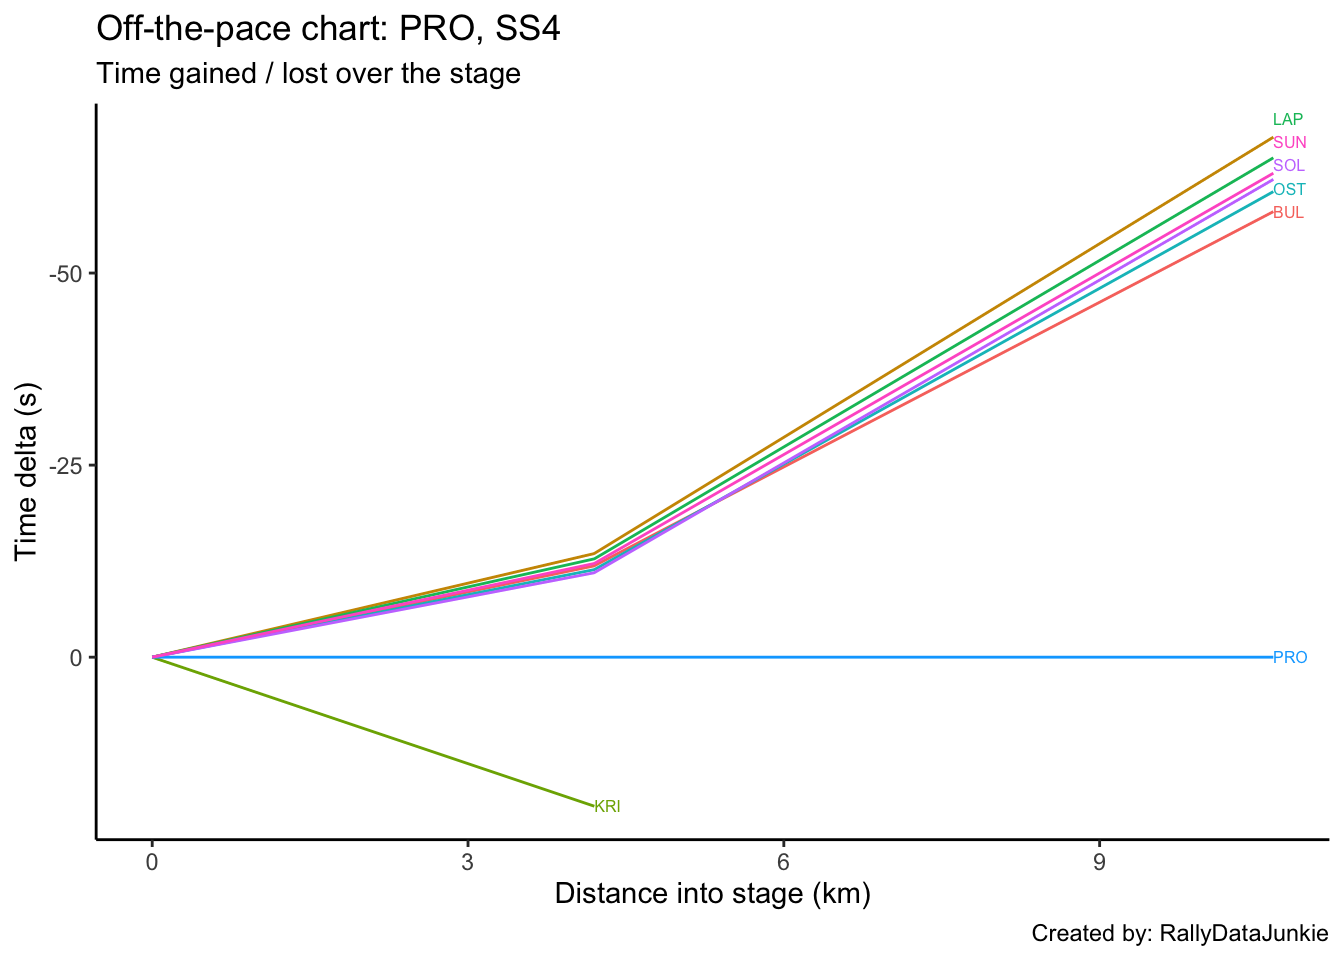 Off-the-pace chart: PRO, SS4
Time gained / lost over the stage
LAP
SUN
SOL
OST
BUL
-50
-25
0
PRO
KRI
Time delta (s)
0 3 6 9
Distance into stage (km)
Created by: RallyDataJunkie